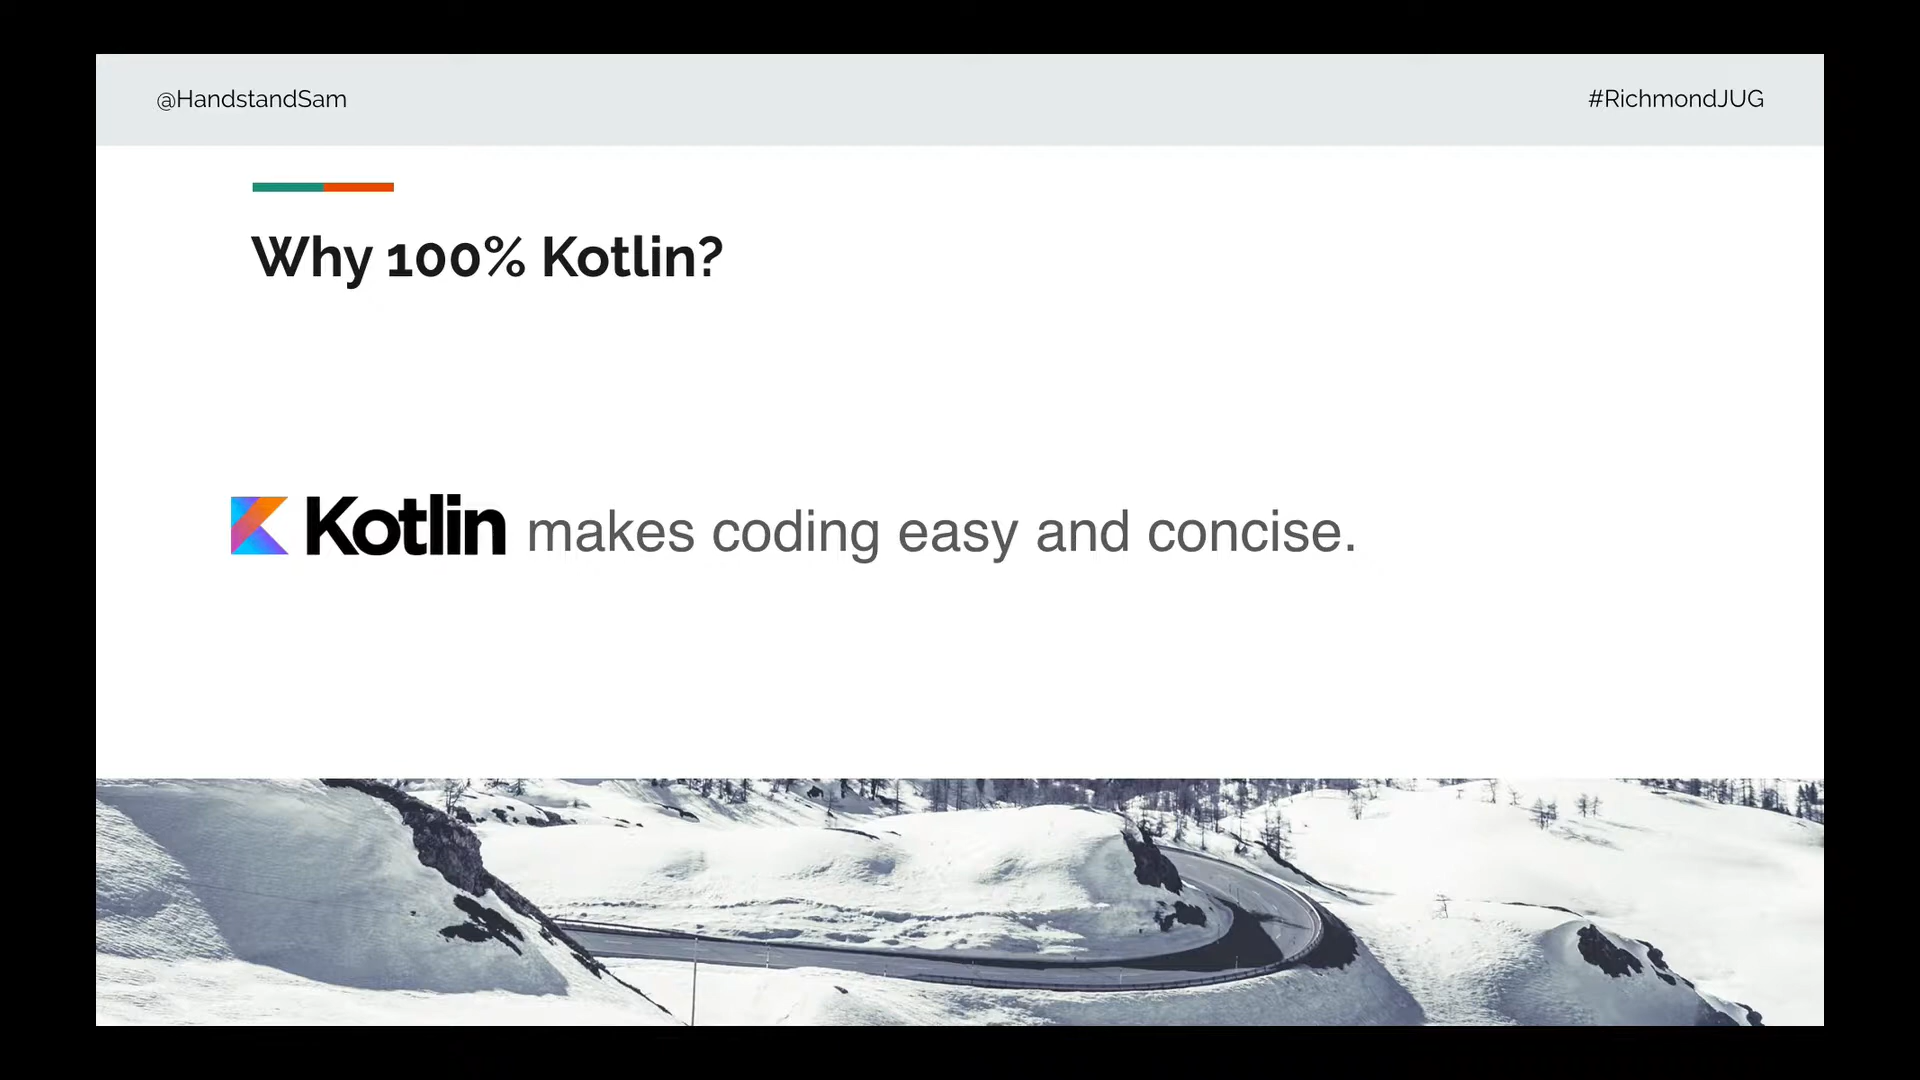 @HandstandSam
#RichmondJUG
Why 100% Kotlin?
Kotlin makes coding easy and concise.